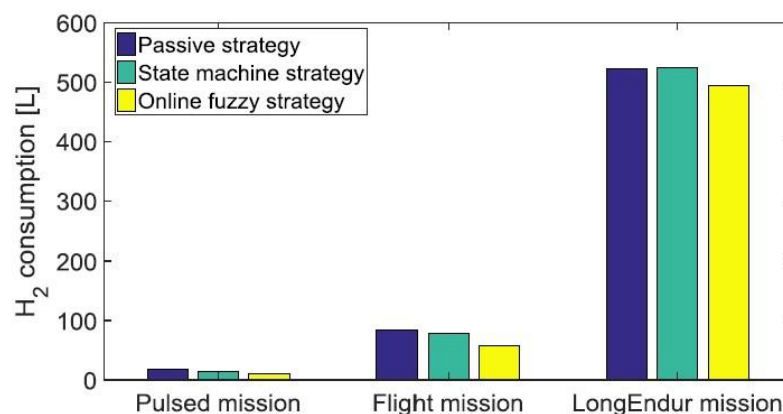 600
500
400
300
200
100
0
H₂ consumption [L]
Passive strategy
State machine strategy
Online fuzzy strategy
Pulsed mission
Flight mission
LongEndur mission